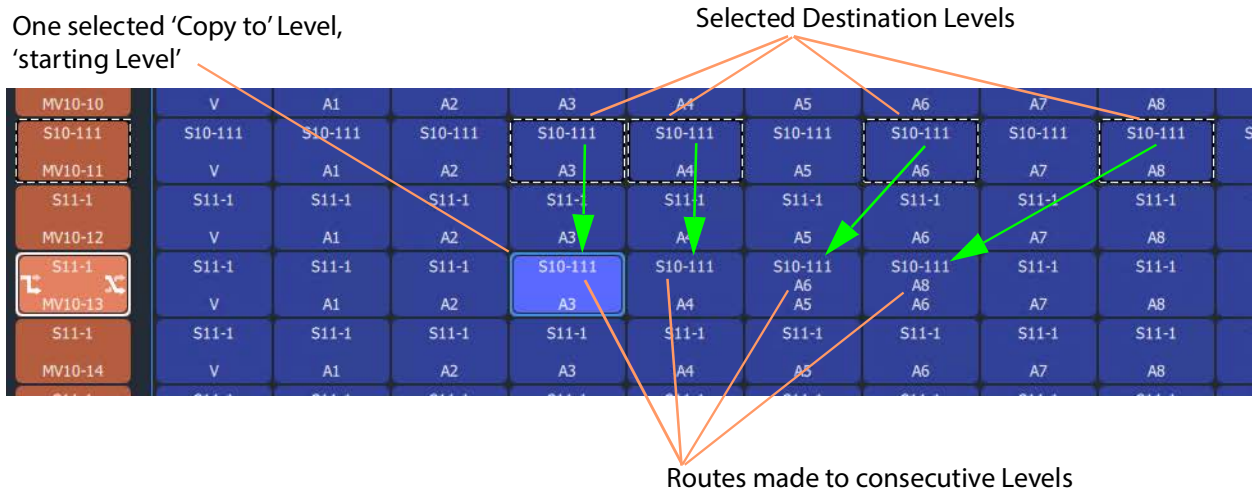 One selected ‘Copy to’ Level,
‘starting Level’
Selected Destination Levels
MV10-10 V A1 A2 A3 A4 A5 A6 A7 A8
S10-111 S10-111 S10-111 S10-111 S10-111 S10-111 S10-111 S10-111 S10-111 S10-111 S
MV10-11 V A1 A2 A3 A4 A5 A6 A7 A8
S11-1 S11-1 S11-1 S11-1 S11-1 S11-1 S11-1 S11-1 S11-1 S11-1
MV10-12 V A1 A2 A3 A4 A5 A6 A7 A8
S11-1 S11-1 S11-1 S11-1 S10-111 S10-111 S10-111 S10-111 S11-1 S11-1
A6 A8
MV10-13 V A1 A2 A3 A4 A5 A6 A7 A8
S11-1 S11-1 S11-1 S11-1 S11-1 S11-1 S11-1 S11-1 S11-1 S11-1
MV10-14 V A1 A2 A3 A4 A5 A6 A7 A8
Routes made to consecutive Levels